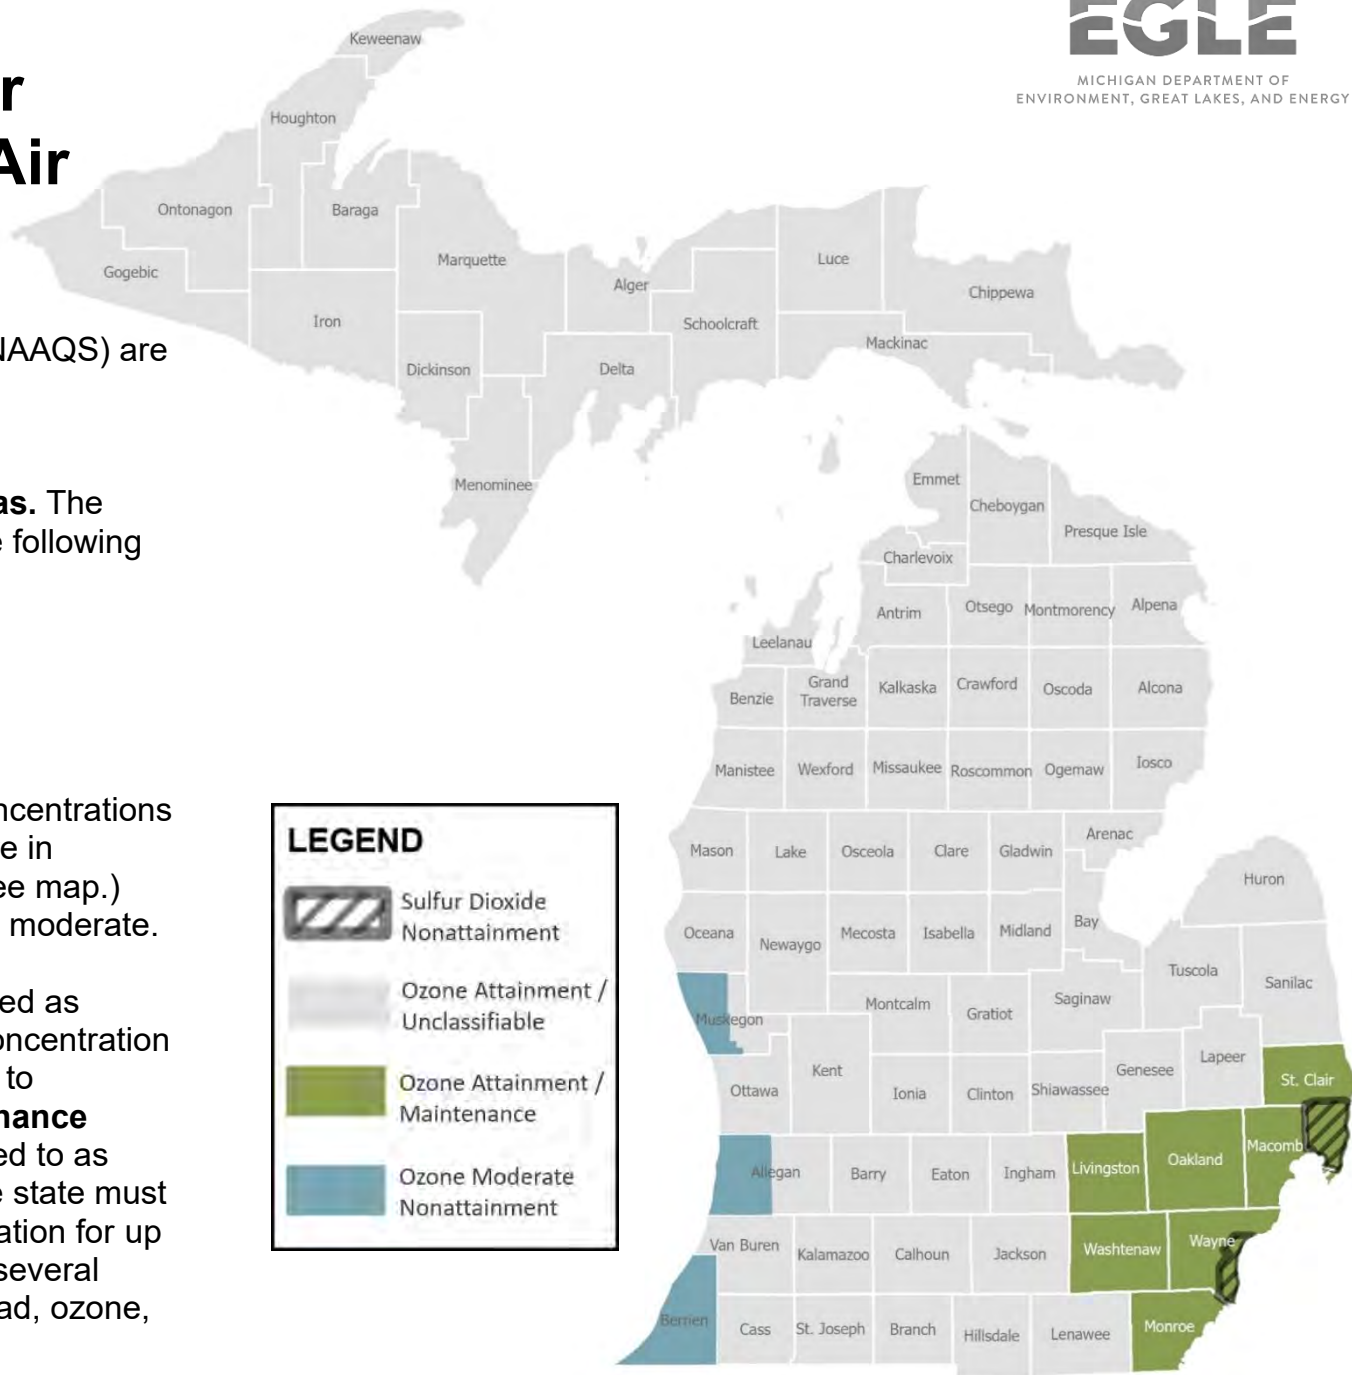 EGLE
MICHIGAN DEPARTMENT OF
ENVIRONMENT, GREAT LAKES, AND ENERGY
r
Air
NAAQS) are
as. The
e following
ncentrations
e in
ee map.)
moderate.
ed as
oncentration
to
nance
ed to as
e state must
ation for up
several
ad, ozone,
Keweenaw
Houghton
Ontonagon
Baraga
Gogebic
Marquette
Alger
Luce
Chippewa
Iron
Schoolcraft
Mackinac
Dickinson
Delta
Menominee
Emmet
Cheboygan
Presque Isle
Charlevoix
Antrim
Otsego
Montmorency
Alpena
Leelanau
Benzie
Grand
Traverse
Kalkaska
Crawford
Oscoda
Alcona
Manistee
Wexford
Missaukee
Roscommon
Ogemaw
Iosco
Mason
Lake
Osceola
Clare
Gladwin
Arenac
Huron
Oceana
Newaygo
Mecosta
Isabella
Midland
Bay
Tuscola
Sanilac
Muskegon
Montcalm
Gratiot
Saginaw
Ottawa
Kent
Ionia
Clinton
Shiawassee
Genesee
Lapeer
St. Clair
Allegan
Barry
Eaton
Ingham
Livingston
Oakland
Macomb
Van Buren
Kalamazoo
Calhoun
Jackson
Washtenaw
Wayne
Berrien
Cass
St. Joseph
Branch
Hillsdale
Lenawee
Monroe
LEGEND
Sulfur Dioxide
Nonattainment
Ozone Attainment /
Unclassifiable
Ozone Attainment /
Maintenance
Ozone Moderate
Nonattainment